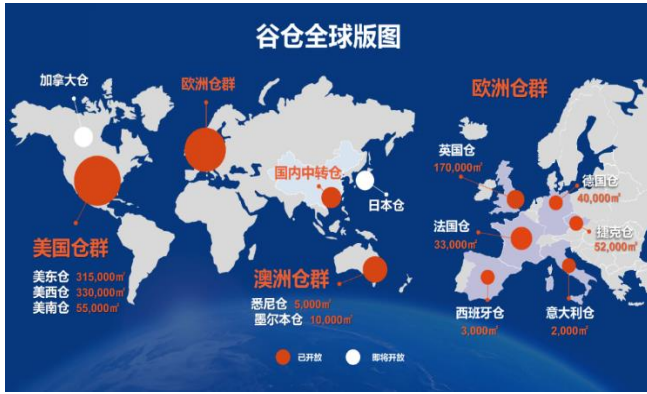 谷仓全球版图
加拿大仓
欧洲仓群
国内中转仓
日本仓
美国仓群
美东仓 315,000㎡
美西仓 330,000㎡
美南仓 55,000㎡
澳洲仓群
悉尼仓 5,000㎡
墨尔本仓 10,000㎡
欧洲仓群
英国仓
170,000㎡
德国仓
40,000㎡
法国仓
33,000㎡
捷克仓
52,000㎡
西班牙仓
3,000㎡
意大利仓
2,000㎡
已开放
即将开放